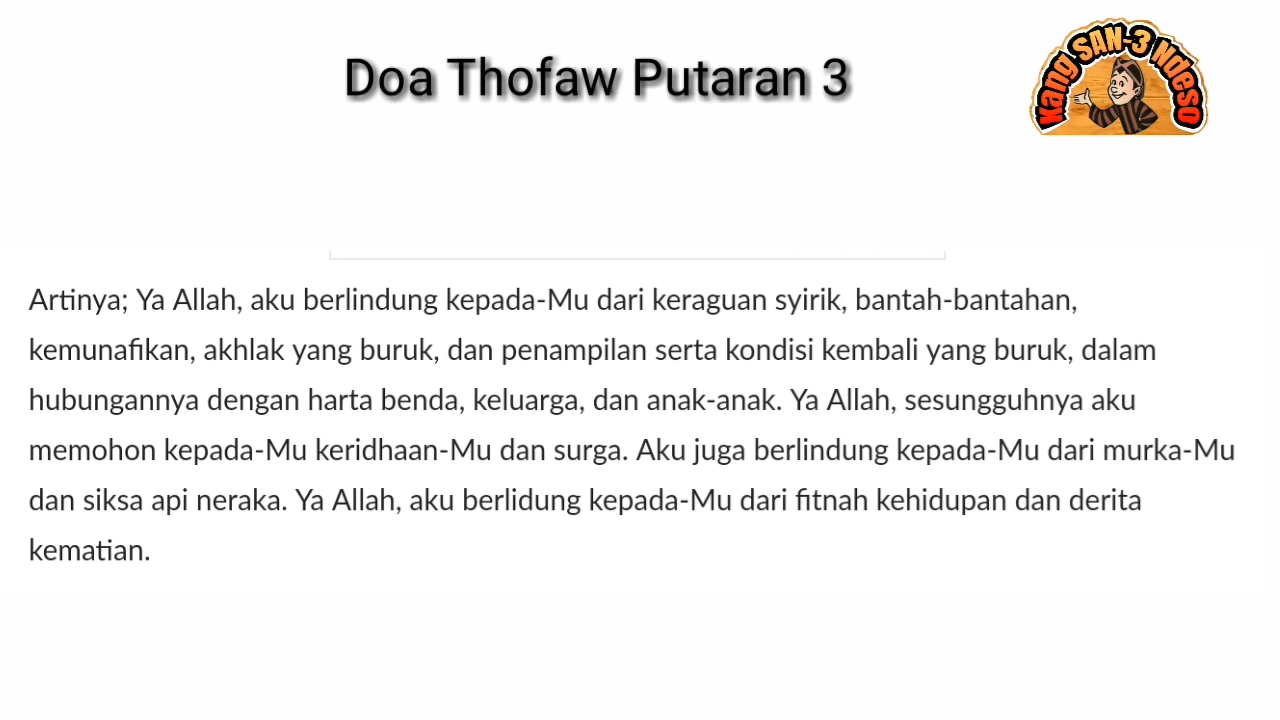 Doa Thofaw Putaran 3
Kang SAN-3 Ndeso
Artinya; Ya Allah, aku berlindung kepada-Mu dari keraguan syirik, bantah-bantahan,
kemunafikan, akhlak yang buruk, dan penampilan serta kondisi kembali yang buruk, dalam
hubungannya dengan harta benda, keluarga, dan anak-anak. Ya Allah, sesungguhnya aku
memohon kepada-Mu keridhaan-Mu dan surga. Aku juga berlindung kepada-Mu dari murka-Mu
dan siksa api neraka. Ya Allah, aku berlidung kepada-Mu dari fitnah kehidupan dan derita
kematian.